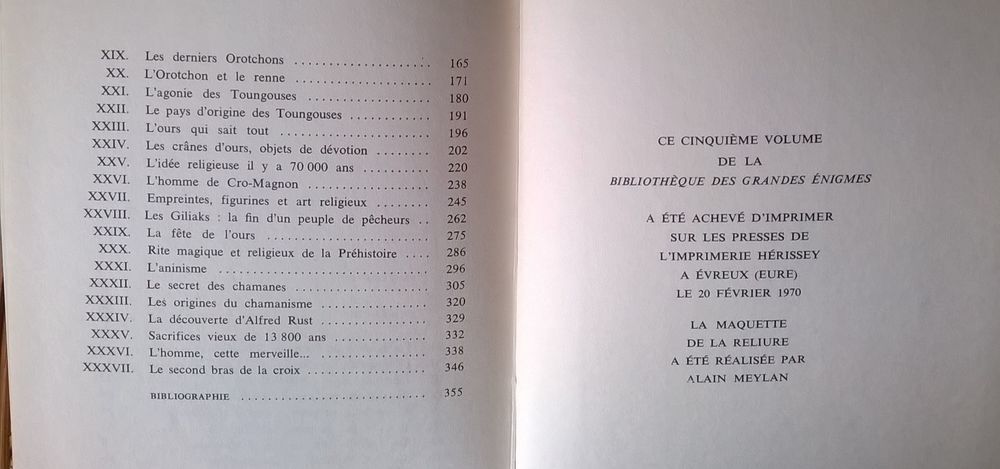 XIX. Les derniers Orotchons ..................... 165
XX. L'Orotchon et le renne ..................... 171
XXI. L'agonie des Toungouses ................... 180
XXII. Le pays d'origine des Toungouses ............ 191
XXIII. L'ours qui sait tout ....................... 196
XXIV. Les crânes d'ours, objets de dévotion ........ 202
XXV. L'idée religieuse il y a 70 000 ans ........... 220
XXVI. L'homme de Cro-Magnon ................... 238
XXVII. Empreintes, figurines et art religieux ......... 245
XXVIII. Les Giliaks : la fin d'un peuple de pêcheurs .. 262
XXIX. La fête de l'ours ......................... 275
XXX. Rite magique et religieux de la Préhistoire .... 286
XXXI. L'aninisme ............................... 296
XXXII. Le secret des chamanes ..................... 305
XXXIII. Les origines du chamanisme ................. 320
XXXIV. La découverte d'Alfred Rust ................ 329
XXXV. Sacrifices vieux de 13 800 ans ............... 332
XXXVI. L'homme, cette merveille... ................. 338
XXXVII. Le second bras de la croix .................. 346
BIBLIOGRAPHIE ........................... 355
CE CINQUIÈME VOLUME
DE LA
BIBLIOTHÈQUE DES GRANDES ÉNIGMES
A ÉTÉ ACHEVÉ D'IMPRIMER
SUR LES PRESSES DE
L'IMPRIMERIE HÉRISSEY
A ÉVREUX (EURE)
LE 20 FÉVRIER 1970
LA MAQUETTE
DE LA RELIURE
A ÉTÉ RÉALISÉE PAR
ALAIN MEYLAN